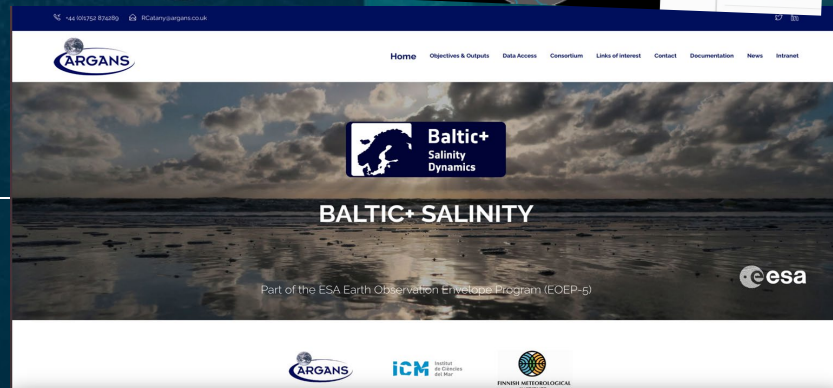 +44 (0)1752 874289 RCatany@argans.co.uk
ARGANS
Home Objectives & Outputs Data Access Consortium Links of interest Contact Documentation News Intranet
Baltic+
Salinity
Dynamics
BALTIC+ SALINITY
esa
Part of the ESA Earth Observation Envelope Program (EOEP-5)
ARGANS
ICM Institut
de Ciències
del Mar
FINNISH METEOROLOGICAL